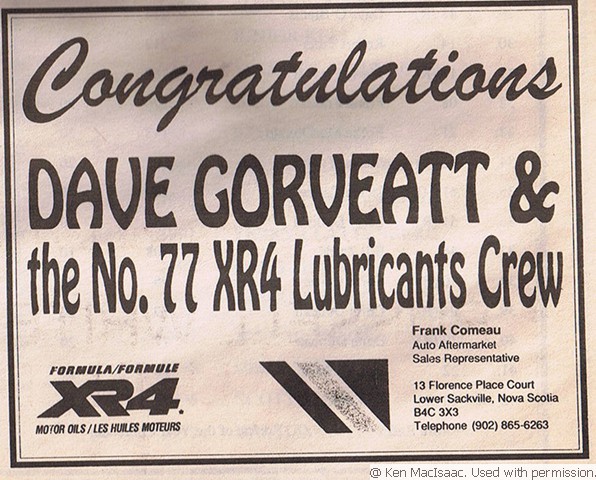 Congratulations
DAVE GORVEATT &
the No. 77 XR4 Lubricants Crew
Frank Comeau
Auto Aftermarket
Sales Representative
13 Florence Place Court
Lower Sackville, Nova Scotia
B4C 3X3
Telephone (902) 865-6263
FORMULA/FORMULE
XR4®
MOTOR OILS / LES HUILES MOTEURS
@ Ken MacIsaac. Used with permission.